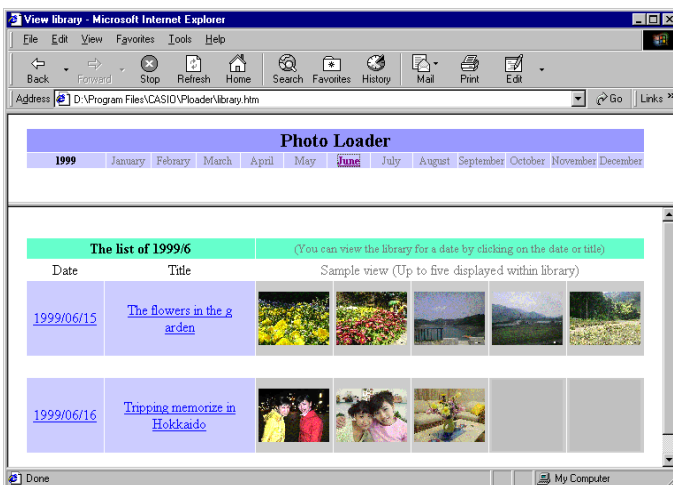 View library - Microsoft Internet Explorer
File Edit View Favorites Tools Help
Back Forward Stop Refresh Home Search Favorites History Mail Print Edit
Address D:\Program Files\CASIO\Ploader\library.htm Go Links »
Photo Loader
1999 January Febrary March April May June July August September October November December
The list of 1999/6 (You can view the library for a date by clicking on the date or title)
Date Title Sample view (Up to five displayed within library)
1999/06/15 The flowers in the g
arden
1999/06/16 Tripping memorize in
Hokkaido
Done My Computer